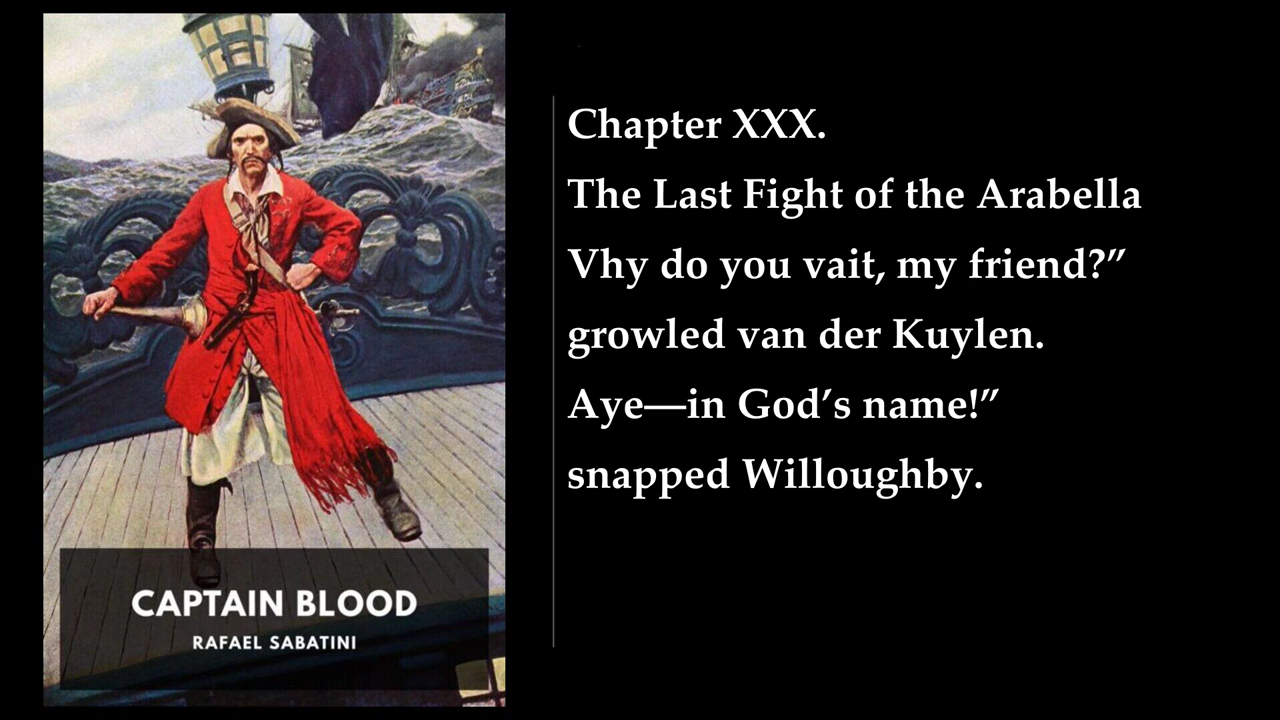 CAPTAIN BLOOD
RAFAEL SABATINI
Chapter XXX.
The Last Fight of the Arabella
Vhy do you vait, my friend?”
growled van der Kuylen.
Aye—in God’s name!”
snapped Willoughby.